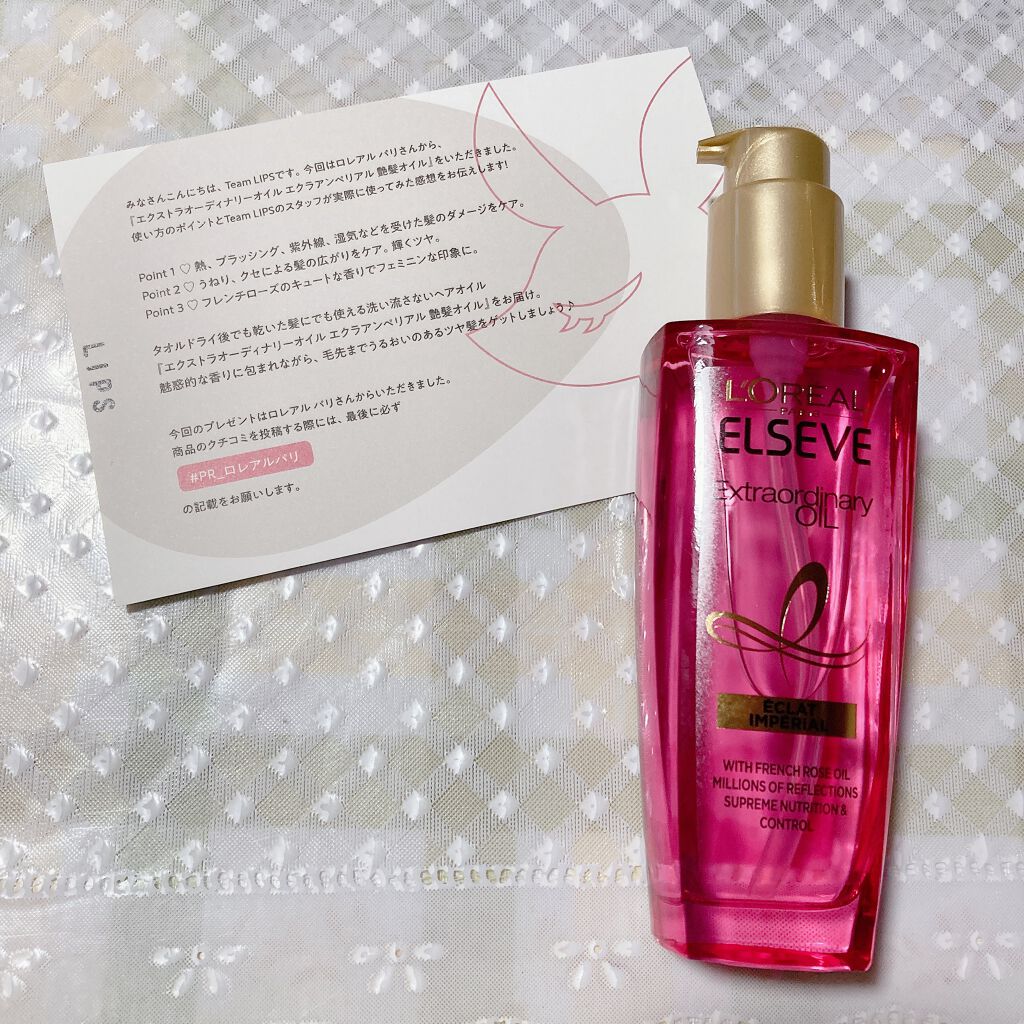 みなさんこんにちは、Team LIPSです。今回はロレアル パリさんから、
『エクストラオーディナリーオイル エクラアンペリアル 艶髪オイル』をいただきました。
使い方のポイントとTeam LIPSのスタッフが実際に使ってみた感想をお伝えします!
Point 1 ♡ 熱、ブラッシング、紫外線、湿気などを受けた髪のダメージをケア。
Point 2 ♡ うねり、クセによる髪の広がりをケア。輝くツヤ。
Point 3 ♡ フレンチローズのキュートな香りでフェミニンな印象に。
タオルドライ後でも乾いた髪にでも使える洗い流さないヘアオイル
『エクストラオーディナリーオイル エクラアンペリアル 艶髪オイル』をお届け。
魅惑的な香りに包まれながら、毛先までうるおいのあるツヤ髪をゲットしましょう♪
今回のプレゼントはロレアル パリさんからいただきました。
商品のクチコミを投稿する際には、最後に必ず
#PR_ロレアルパリ
の記載をお願いします。
LIPS
L'ORÉAL
PARIS
ELSEVE
Extraordinary
OIL
ÉCLAT
IMPÉRIAL
WITH FRENCH ROSE OIL
MILLIONS OF REFLECTIONS
SUPREME NUTRITION &
CONTROL